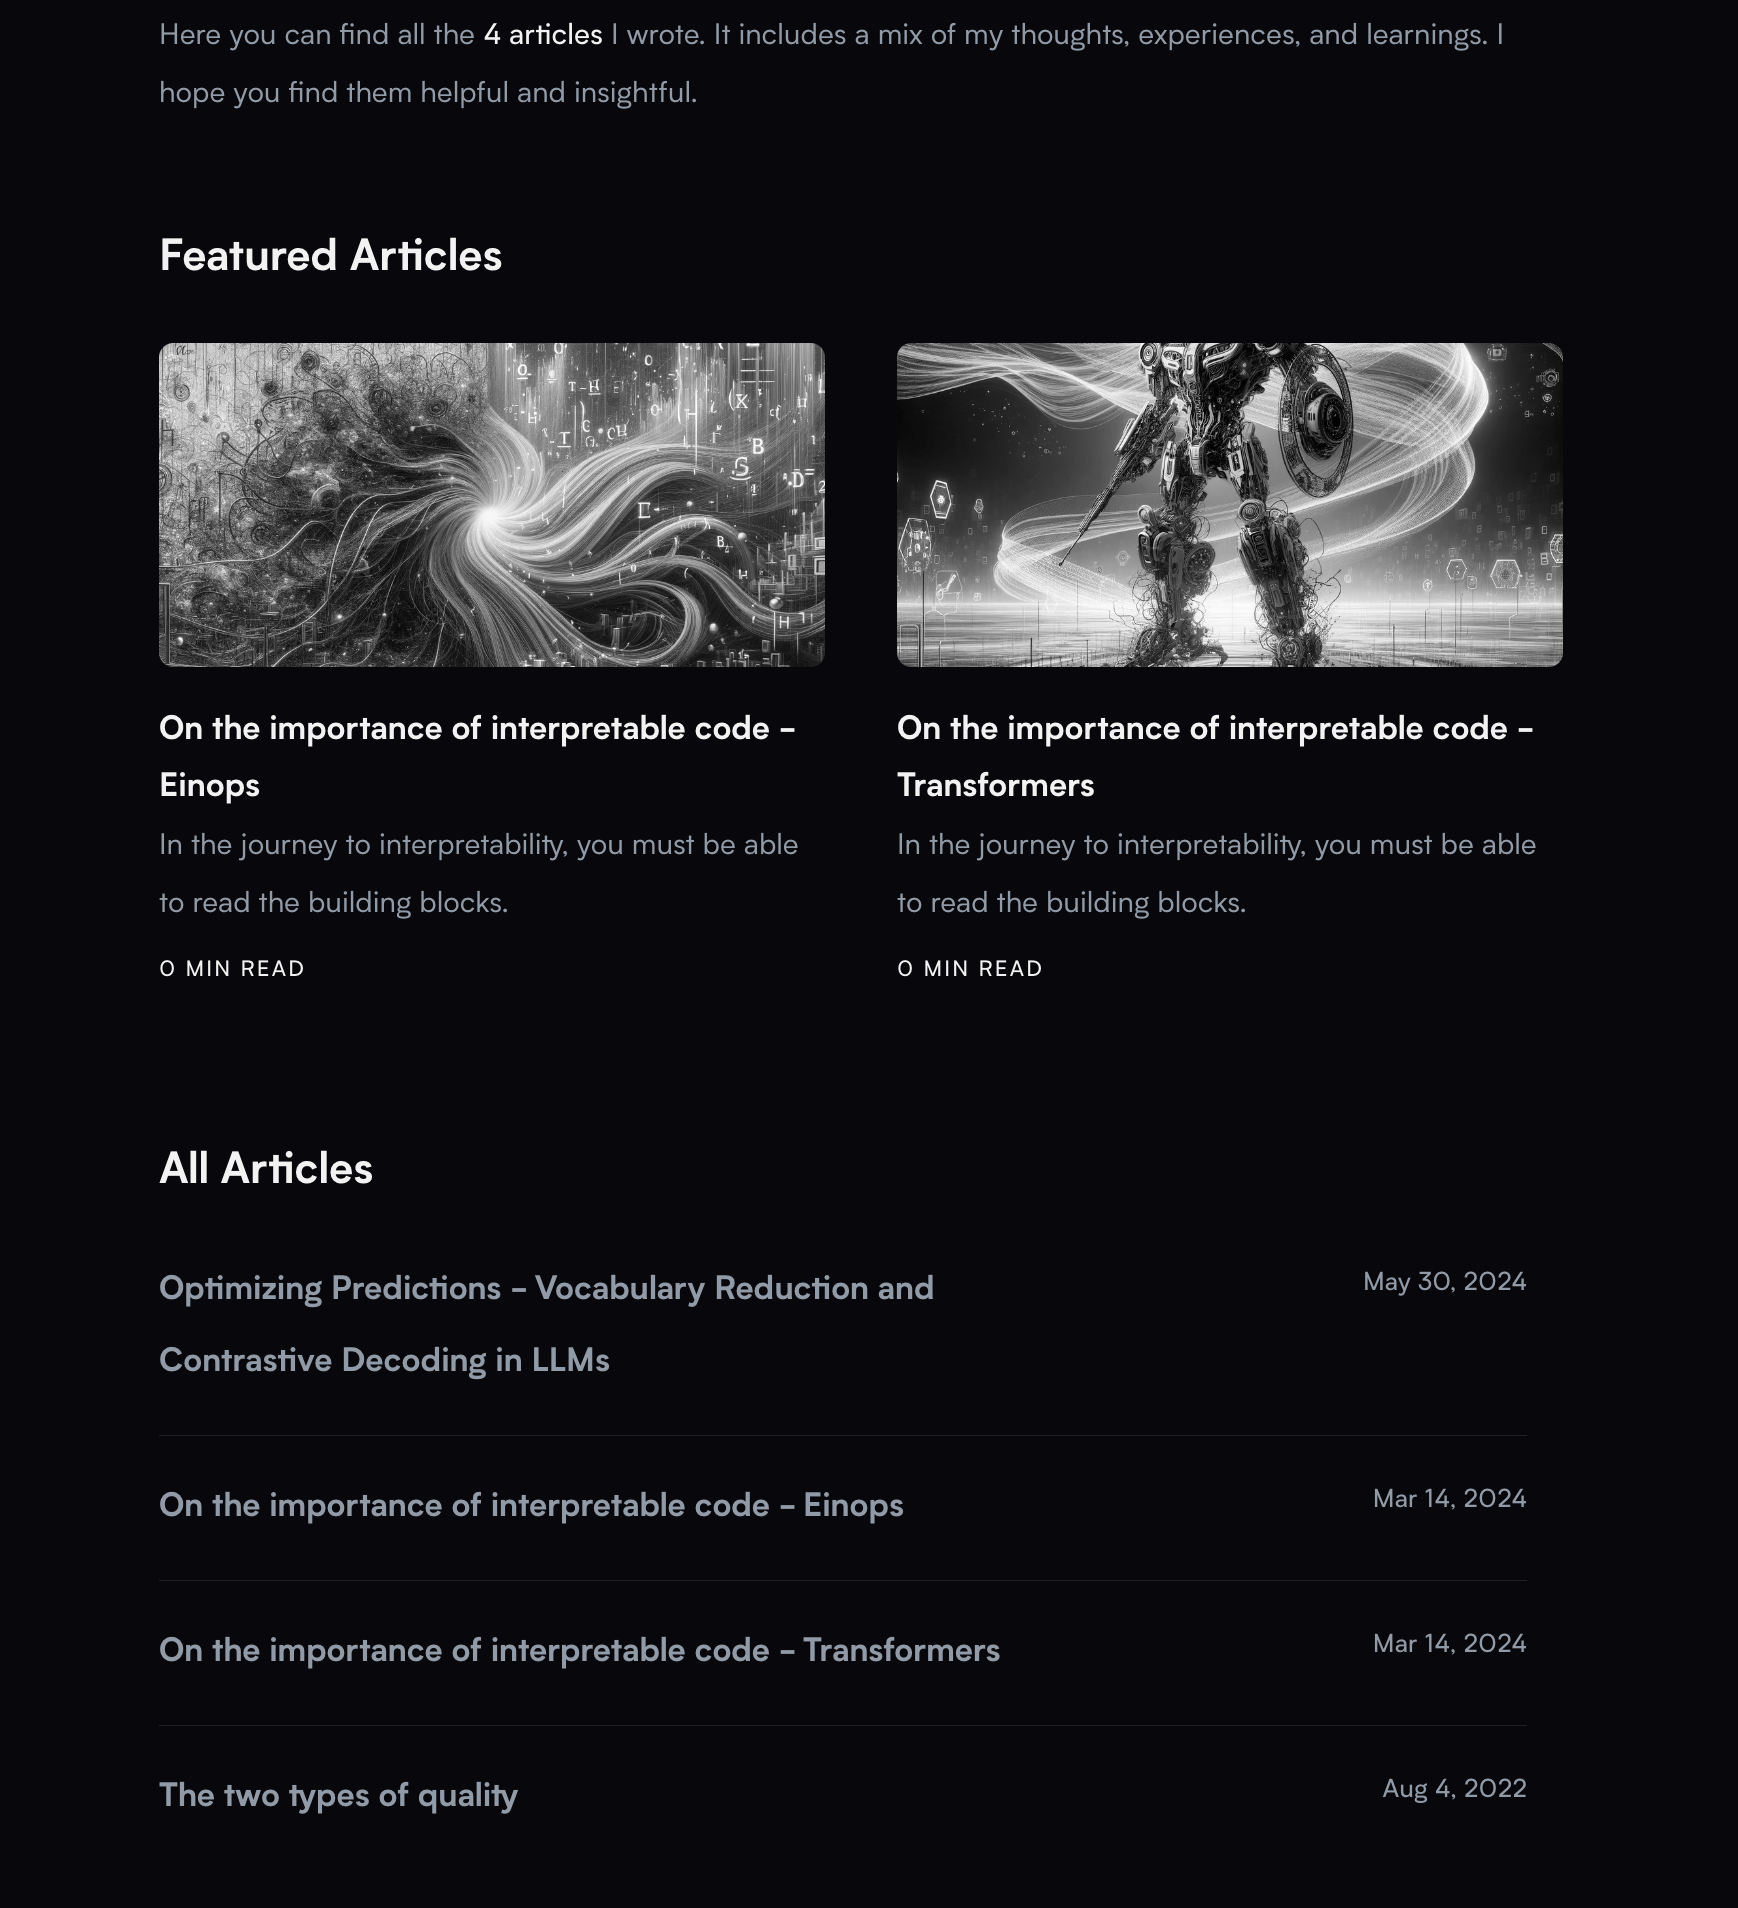 Here you can find all the 4 articles I wrote. It includes a mix of my thoughts, experiences, and learnings. I
hope you find them helpful and insightful.
Featured Articles
On the importance of interpretable code –
Einops
In the journey to interpretability, you must be able
to read the building blocks.
0 MIN READ
On the importance of interpretable code –
Transformers
In the journey to interpretability, you must be able
to read the building blocks.
0 MIN READ
All Articles
Optimizing Predictions – Vocabulary Reduction and
Contrastive Decoding in LLMs
May 30, 2024
On the importance of interpretable code – Einops
Mar 14, 2024
On the importance of interpretable code – Transformers
Mar 14, 2024
The two types of quality
Aug 4, 2022